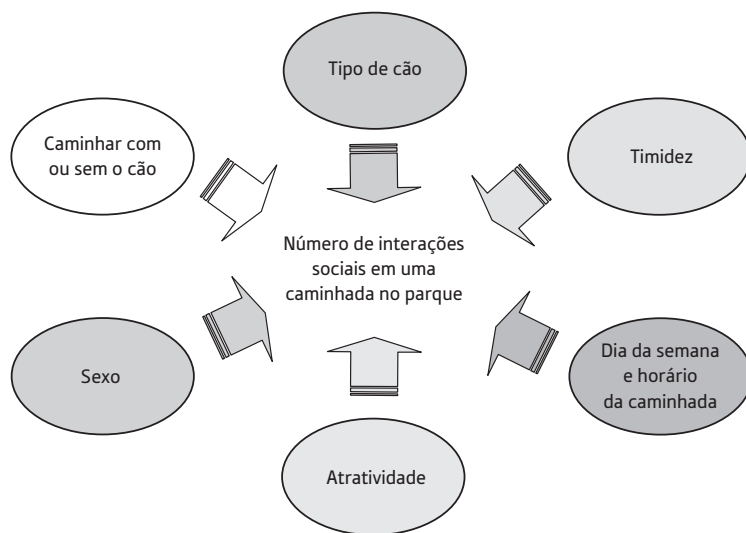 Tipo de cão
Caminhar com
ou sem o cão
Timidez
Número de interações
sociais em uma
caminhada no parque
Sexo
Dia da semana
e horário
da caminhada
Atratividade